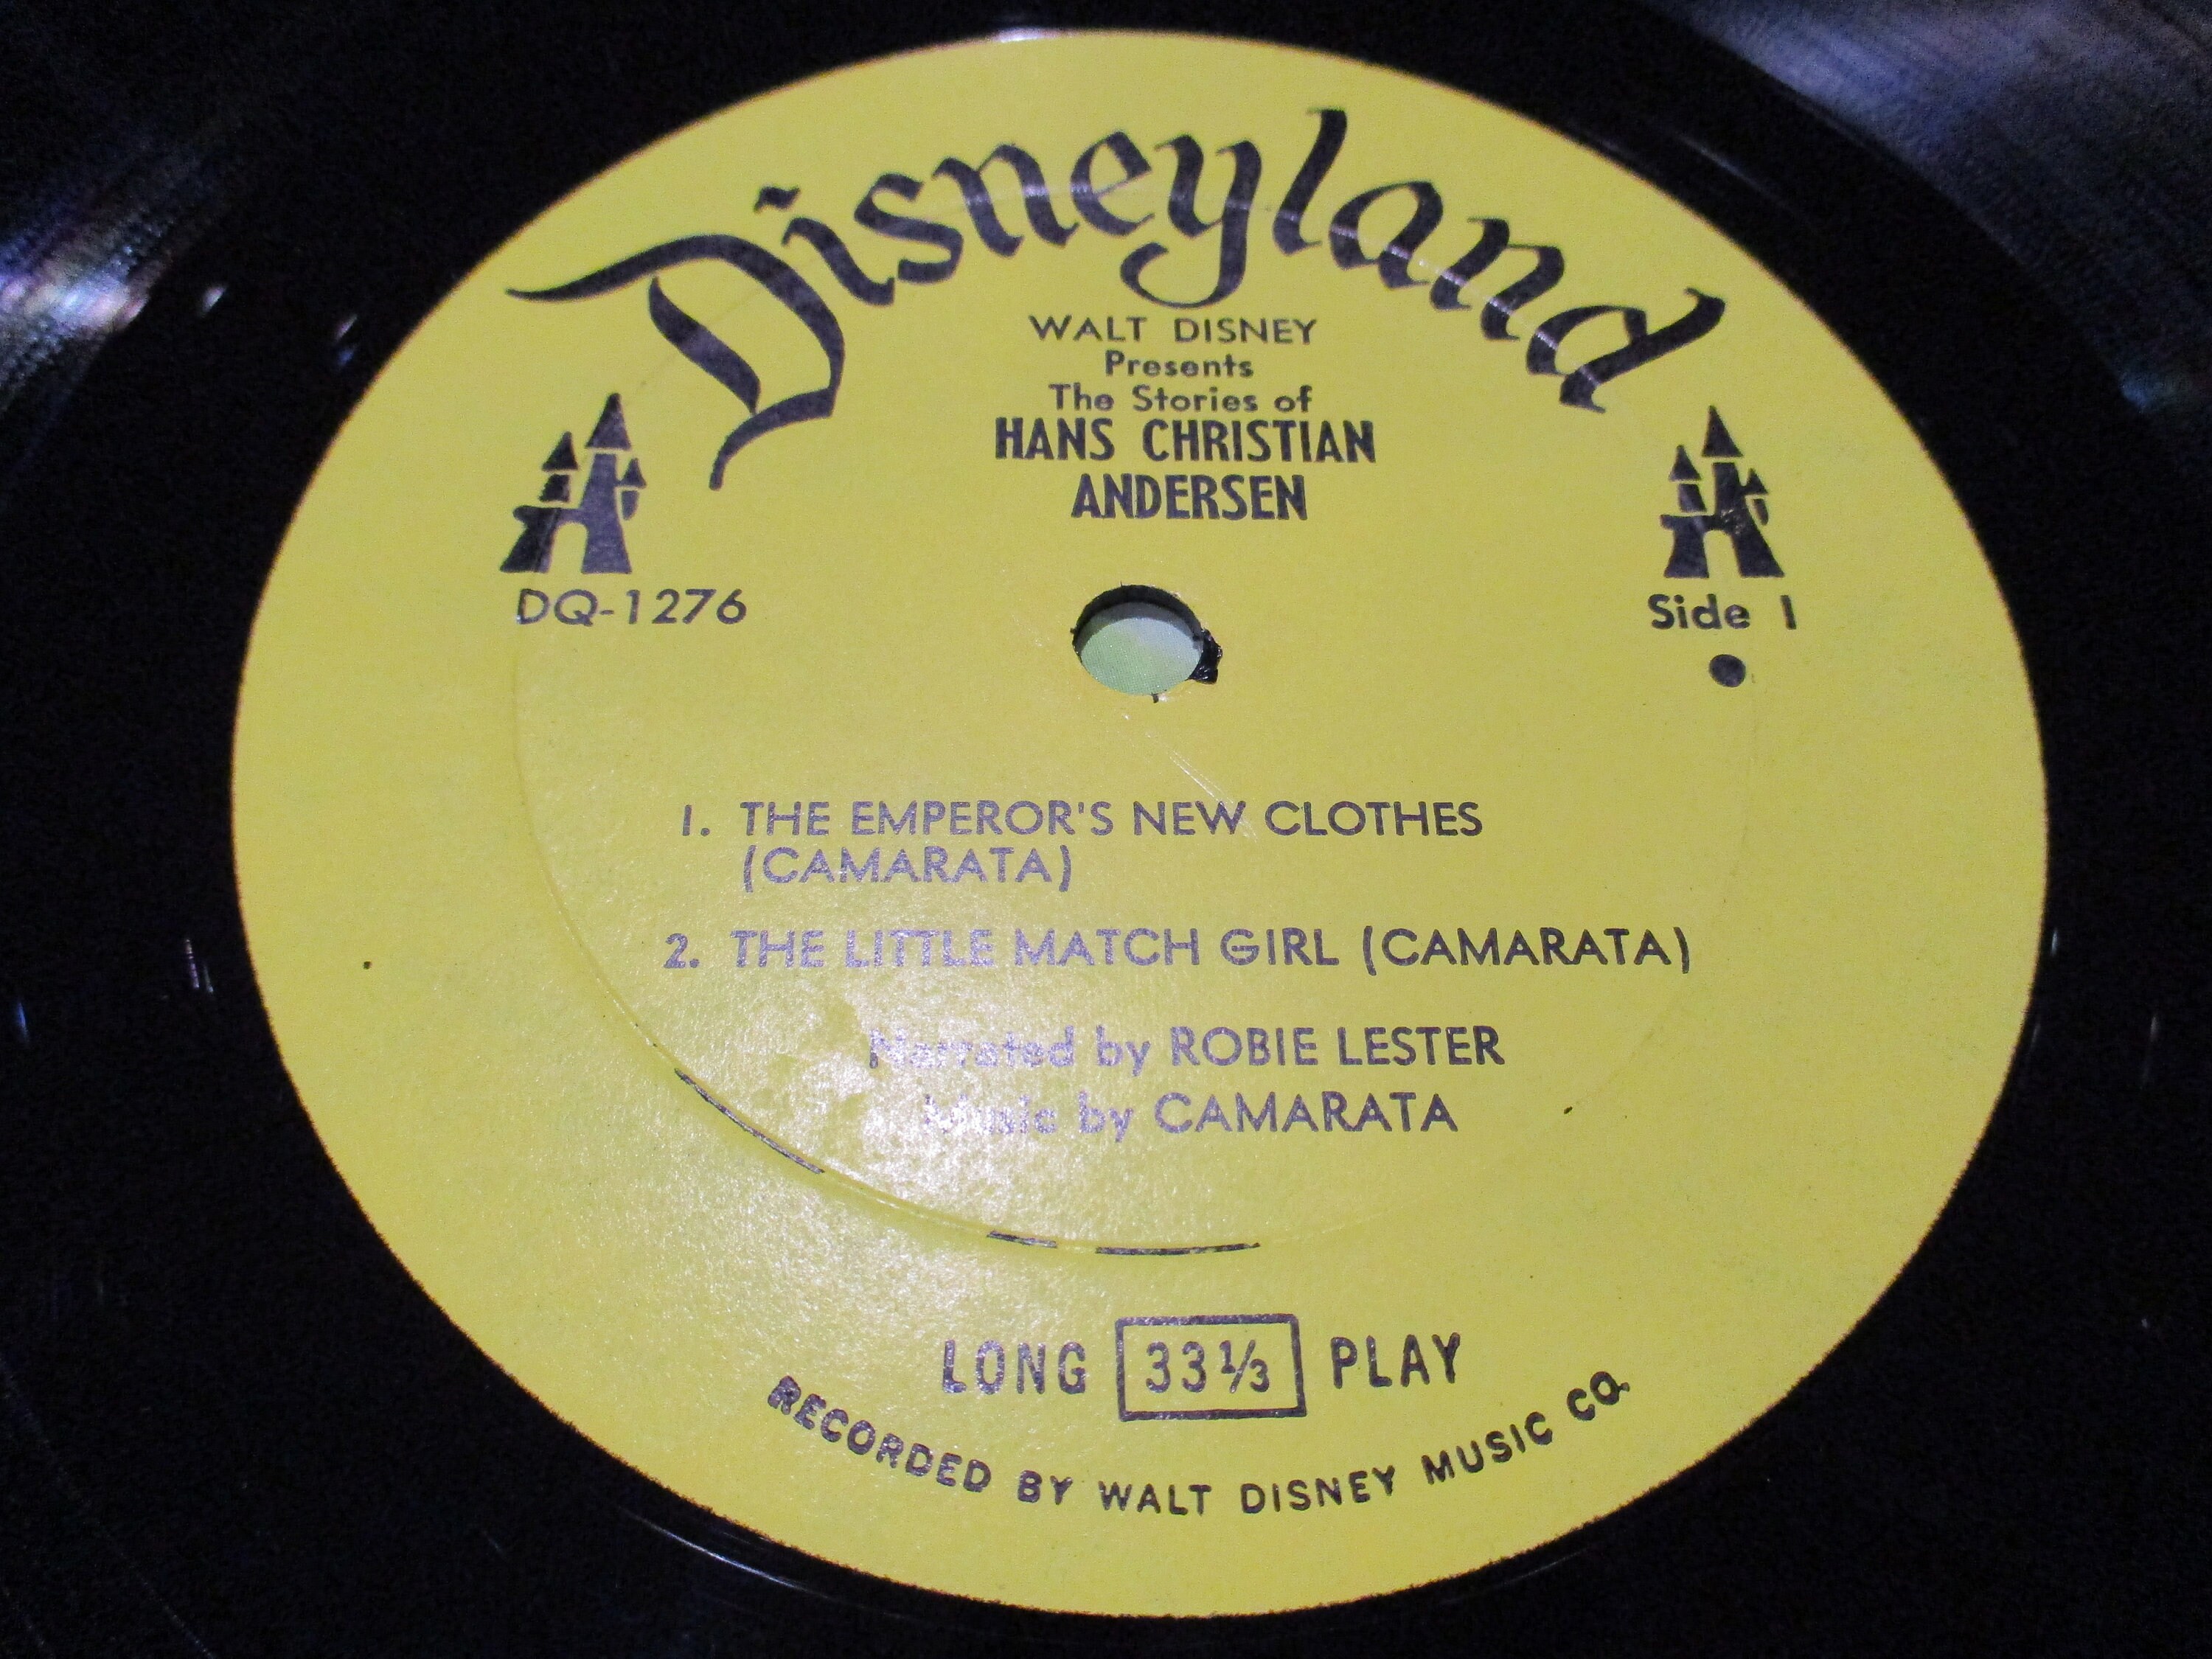 Disneyland
WALT DISNEY
Presents
The Stories of
HANS CHRISTIAN
ANDERSEN
DQ-1276
Side 1
1. THE EMPEROR'S NEW CLOTHES
(CAMARATA)
2. THE LITTLE MATCH GIRL (CAMARATA)
Narrated by ROBIE LESTER
Music by CAMARATA
LONG 33⅓ PLAY
RECORDED BY WALT DISNEY MUSIC CO.